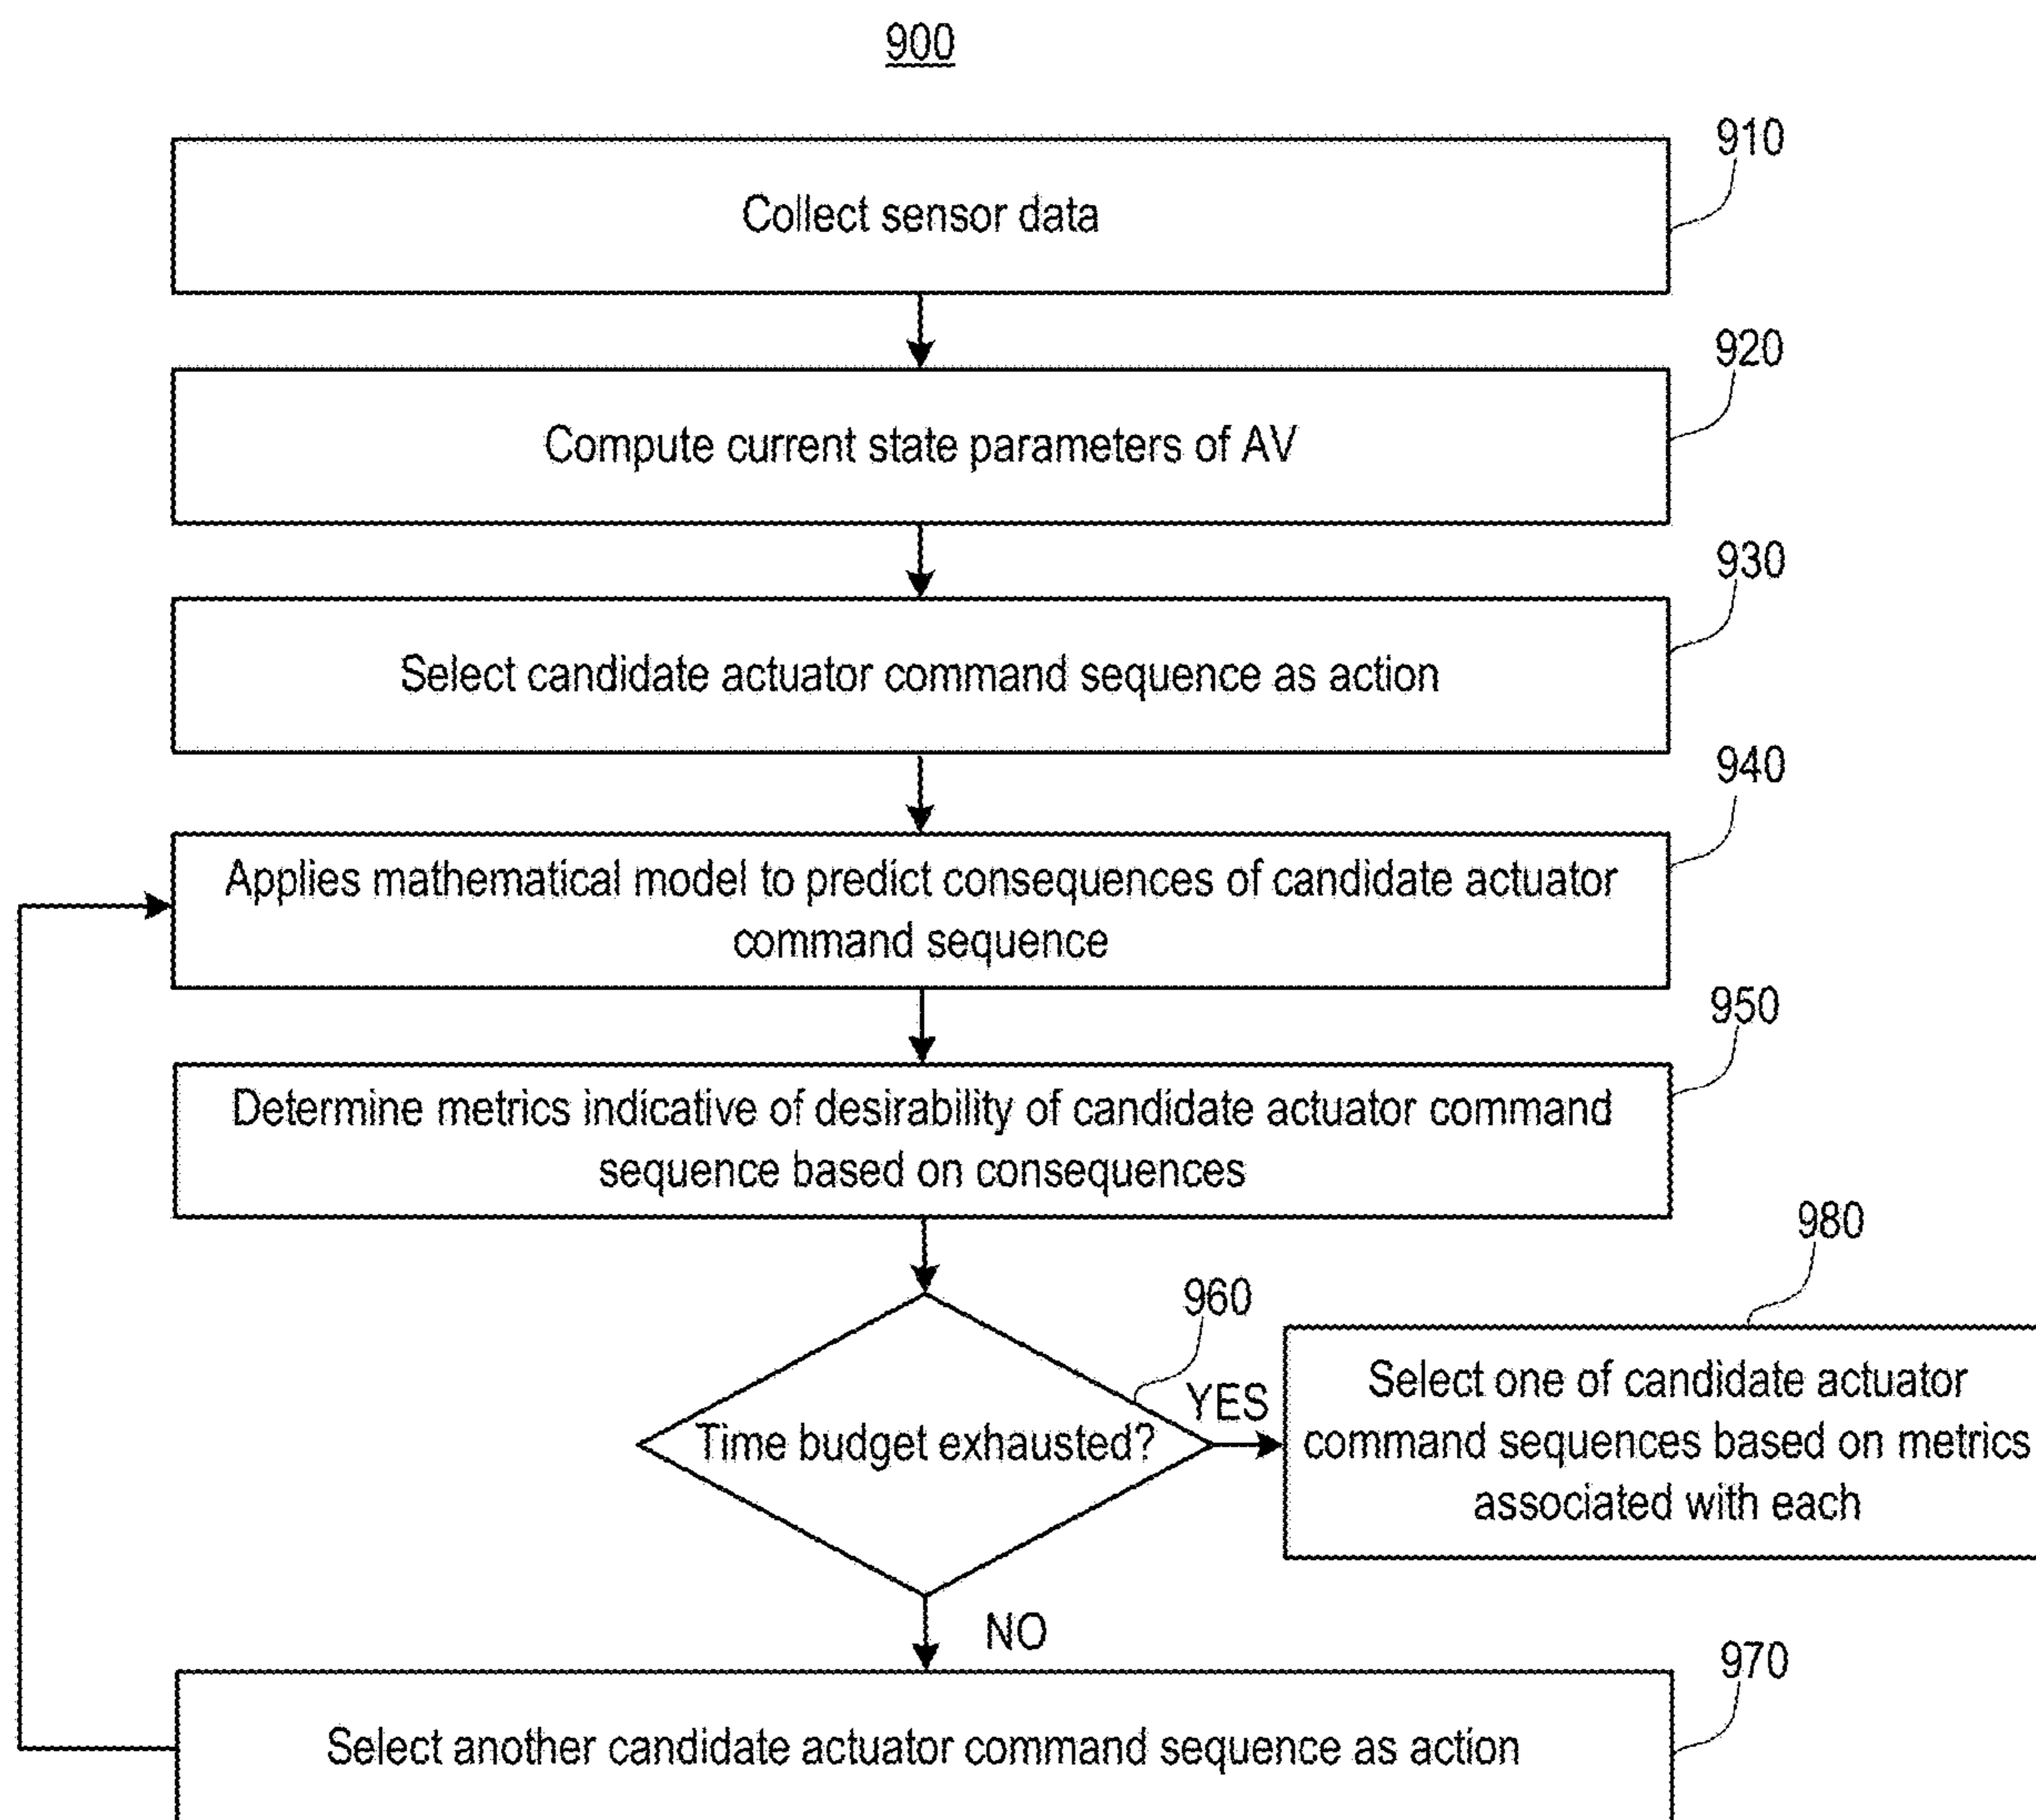 900
910
Collect sensor data
920
Compute current state parameters of AV
930
Select candidate actuator command sequence as action
940
Applies mathematical model to predict consequences of candidate actuator
command sequence
950
Determine metrics indicative of desirability of candidate actuator command
sequence based on consequences
980
960
YES
Select one of candidate actuator
command sequences based on metrics
associated with each
Time budget exhausted?
NO
970
Select another candidate actuator command sequence as action